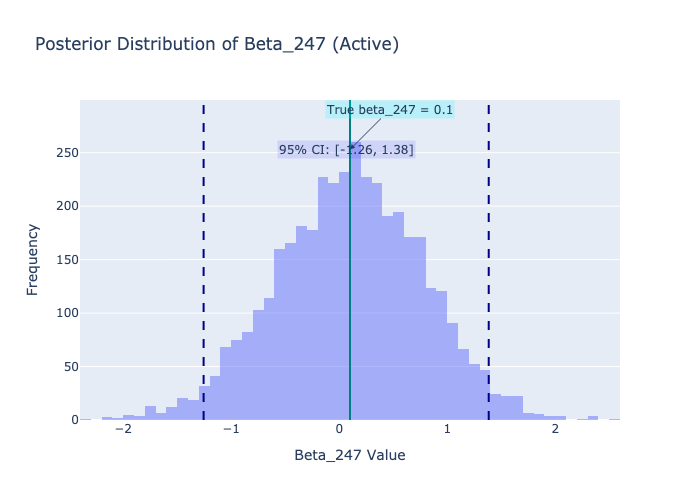 Posterior Distribution of Beta_247 (Active)
True beta_247 = 0.1
95% CI: [-1.26, 1.38]
250
200
150
100
50
0
−2
−1
0
1
2
Frequency
Beta_247 Value